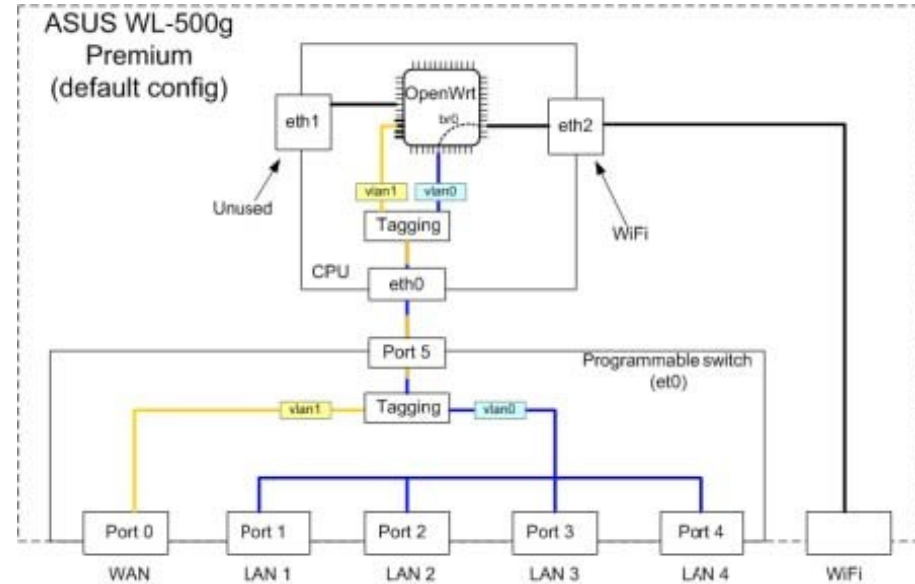 ASUS WL-500g
Premium
(default config)
OpenWrt
br0
eth1
eth2
vlan1
vlan0
Unused
Tagging
WiFi
CPU
eth0
Port 5
Programmable switch
(et0)
vlan1
Tagging
vlan0
Port 0
Port 1
Port 2
Port 3
Port 4
WAN
LAN 1
LAN 2
LAN 3
LAN 4
WiFi